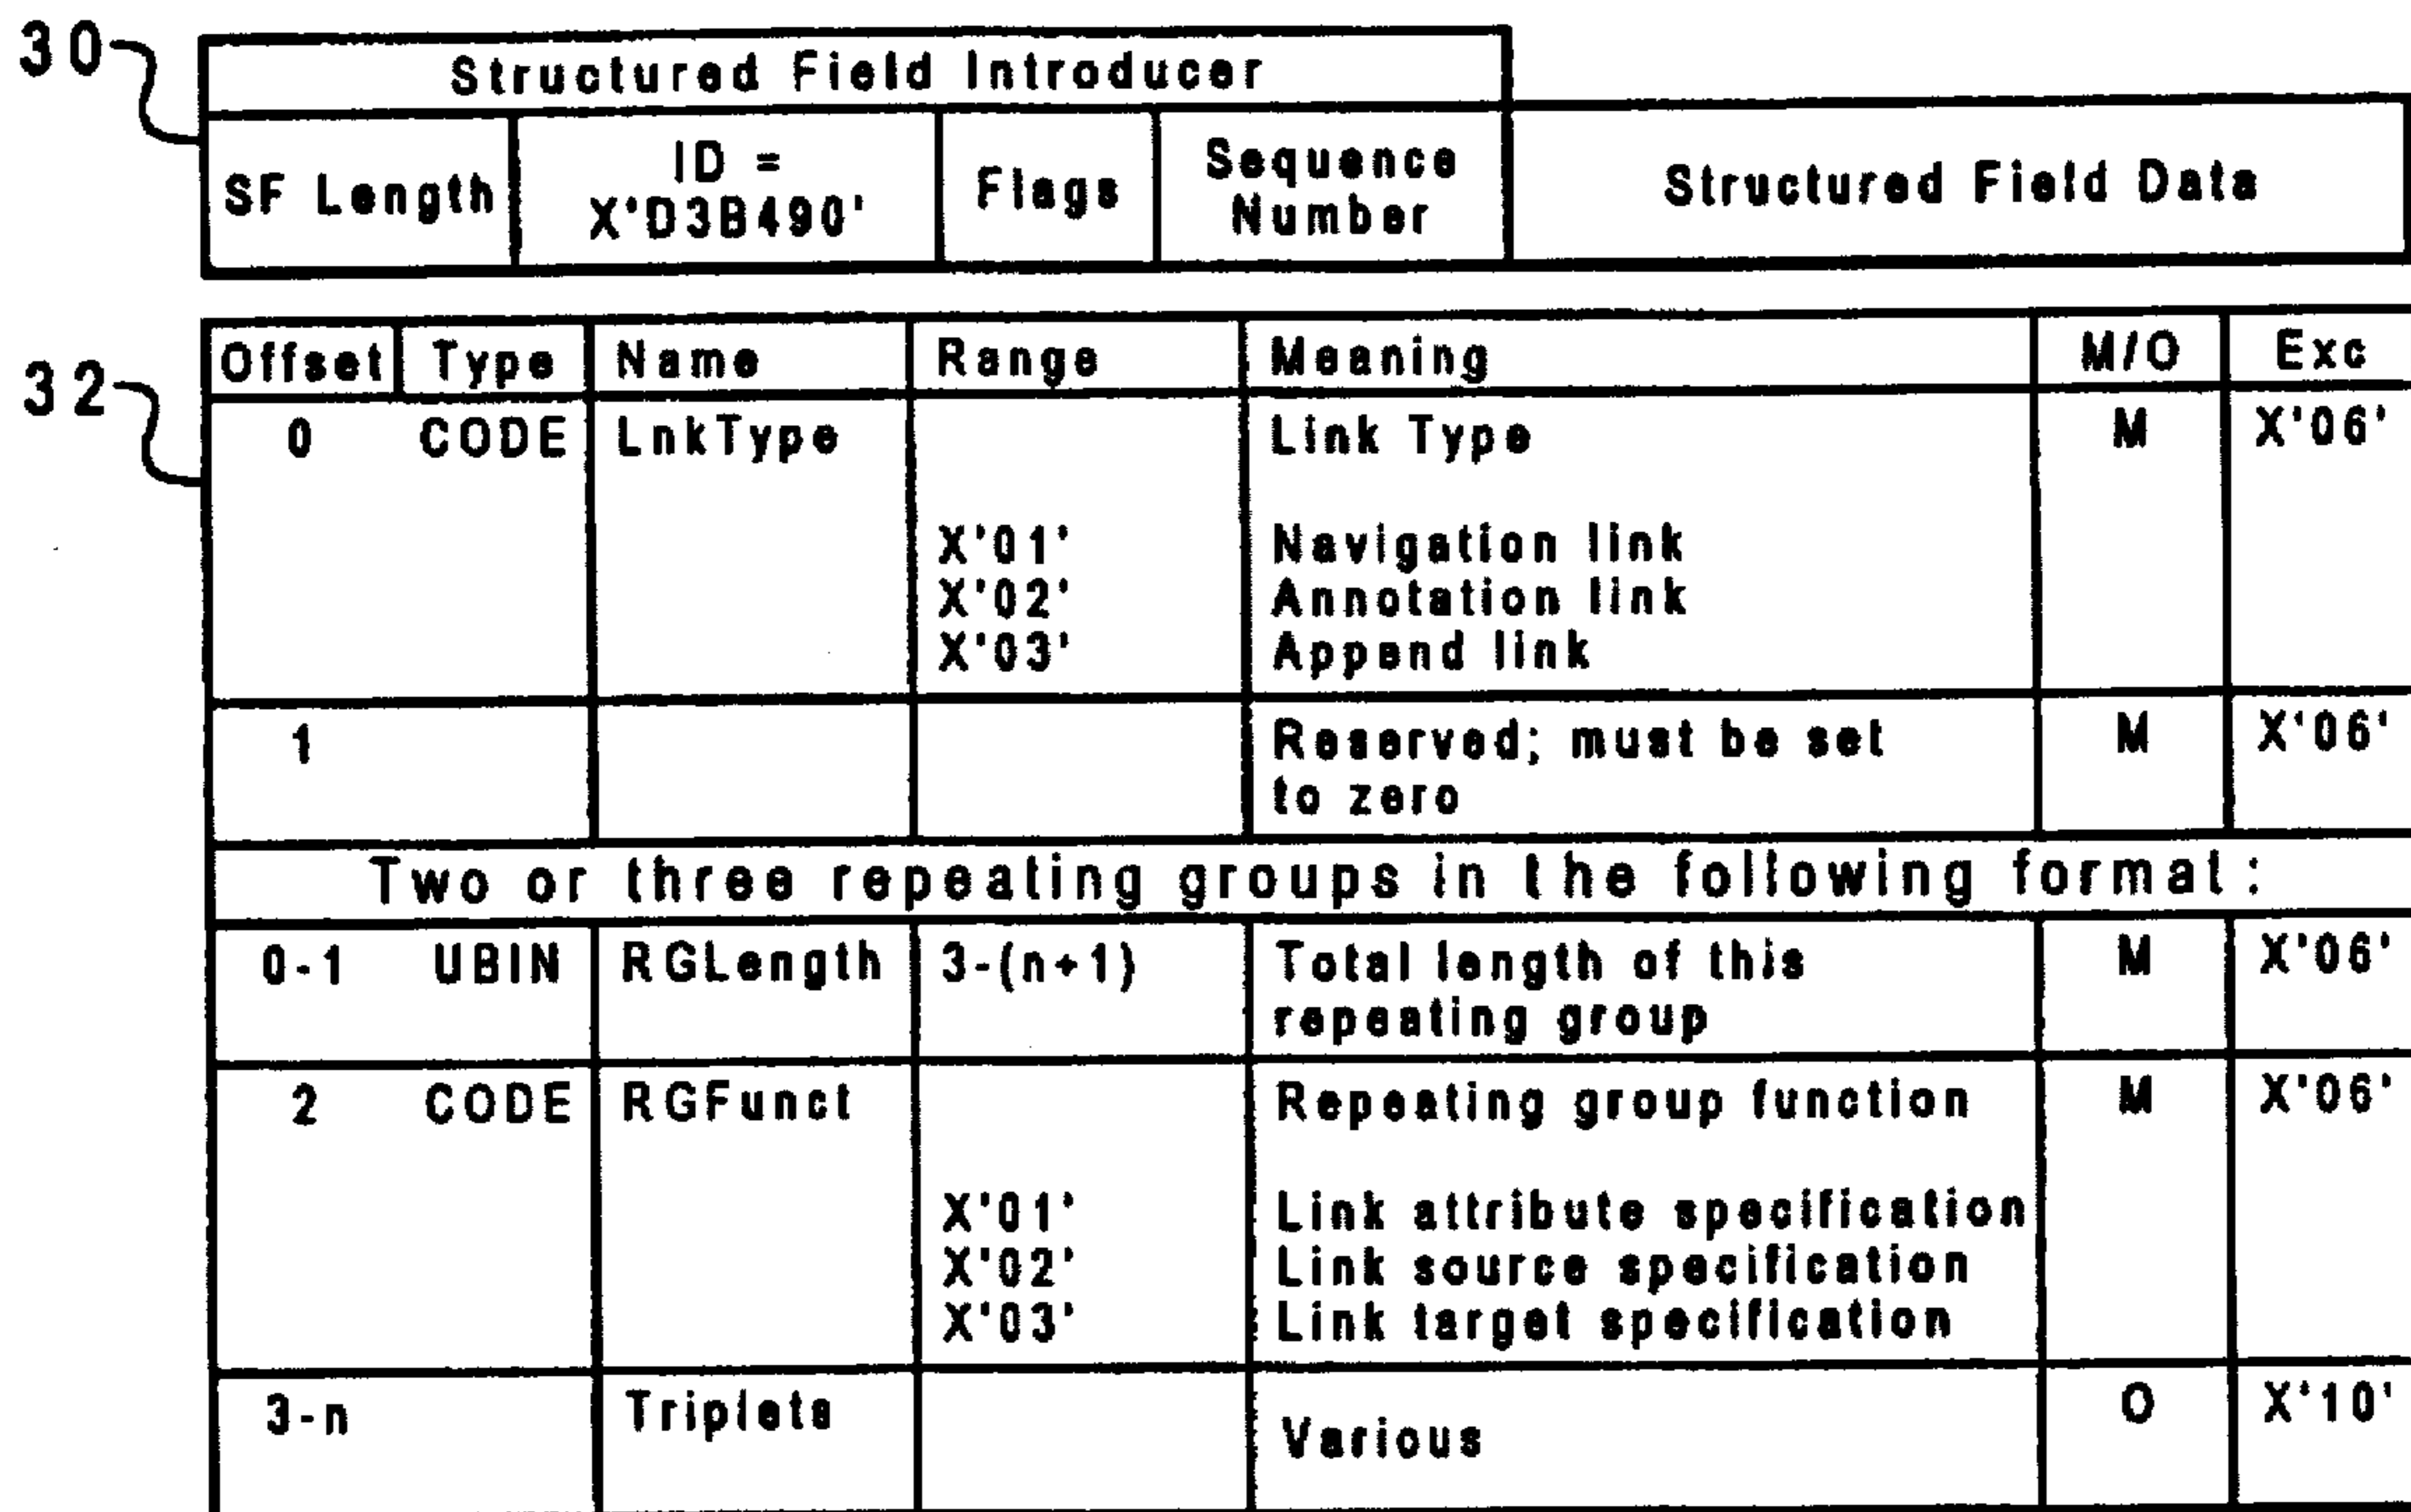 30
Structured Field Introducer
SF Length
ID =
X'D3B490'
Flags
Sequence
Number
Structured Field Data
32
Offset Type Name Range Meaning M/O Exc
0 CODE LnkType Link Type M X'06'
X'01' Navigation link
X'02' Annotation link
X'03' Append link
1 Reserved; must be set M X'06'
to zero
Two or three repeating groups in the following format:
0-1 UBIN RGLength 3-(n+1) Total length of this M X'06'
repeating group
2 CODE RGFunct Repeating group function M X'06'
X'01' Link attribute specification
X'02' Link source specification
X'03' Link target specification
3-n Triplets Various O X'10'